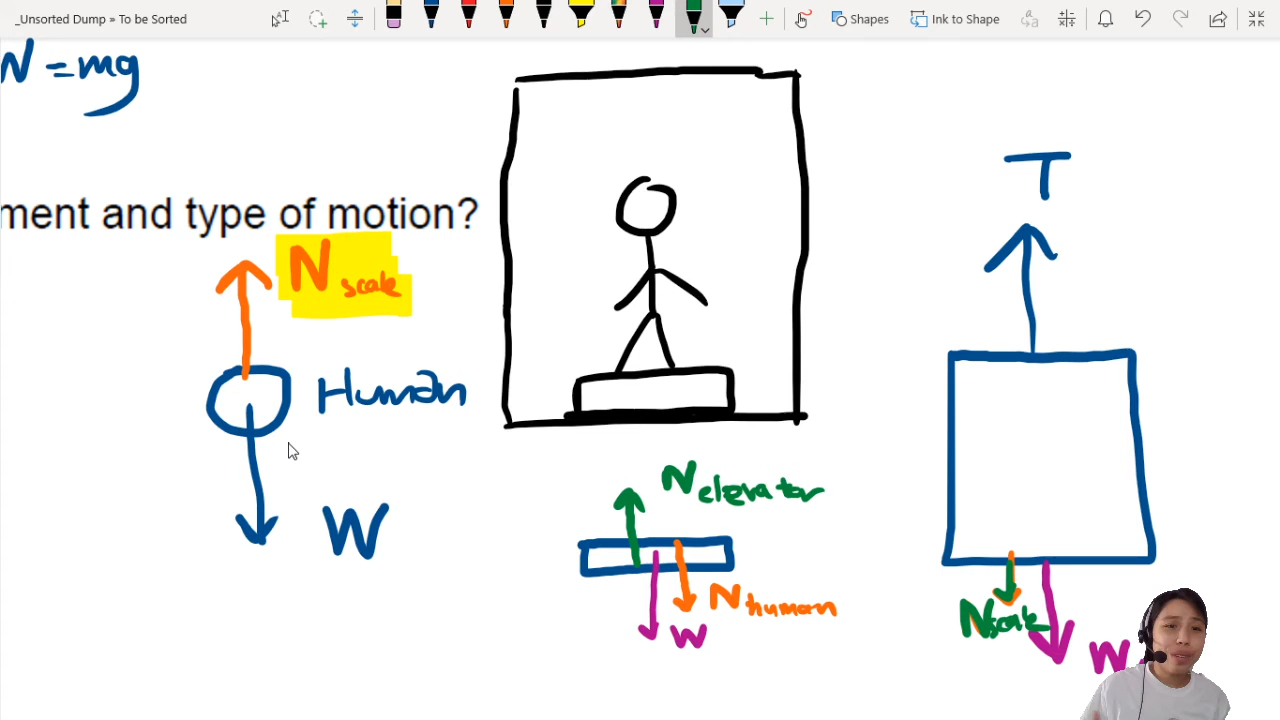 _Unsorted Dump » To be Sorted
Shapes
Ink to Shape
N = mg
ment and type of motion?
N scale
Human
W
N elevator
N human
W
T
N scale
W